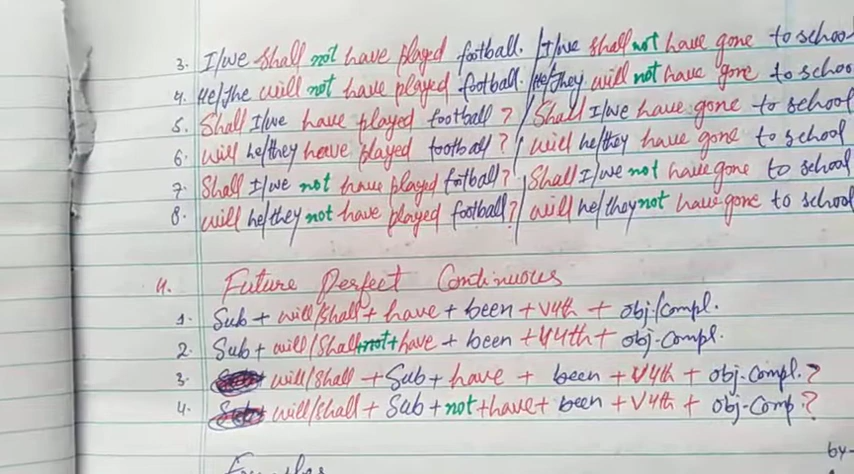 3. I/we shall not have played football. / I/we shall not have gone to school
4. He/the will not have played football. / He/they will not have gone to schoo
5. Shall I/we have played football? / Shall I/we have gone to school
6. will he/they have played football? / will he/they have gone to school
7. Shall I/we not have played football? / Shall I/we not have gone to school
8. will he/they not have played football? / will he/they not have gone to school
4. Future Perfect Continuous
1. Sub + will/shall + have + been + V4th + obj/compl.
2. Sub + will/shall + not + have + been + V4th + obj-compl.
3. will/shall + Sub + have + been + V4th + obj-compl.?
4. will/shall + Sub + not + have + been + V4th + obj-Comp?
by-